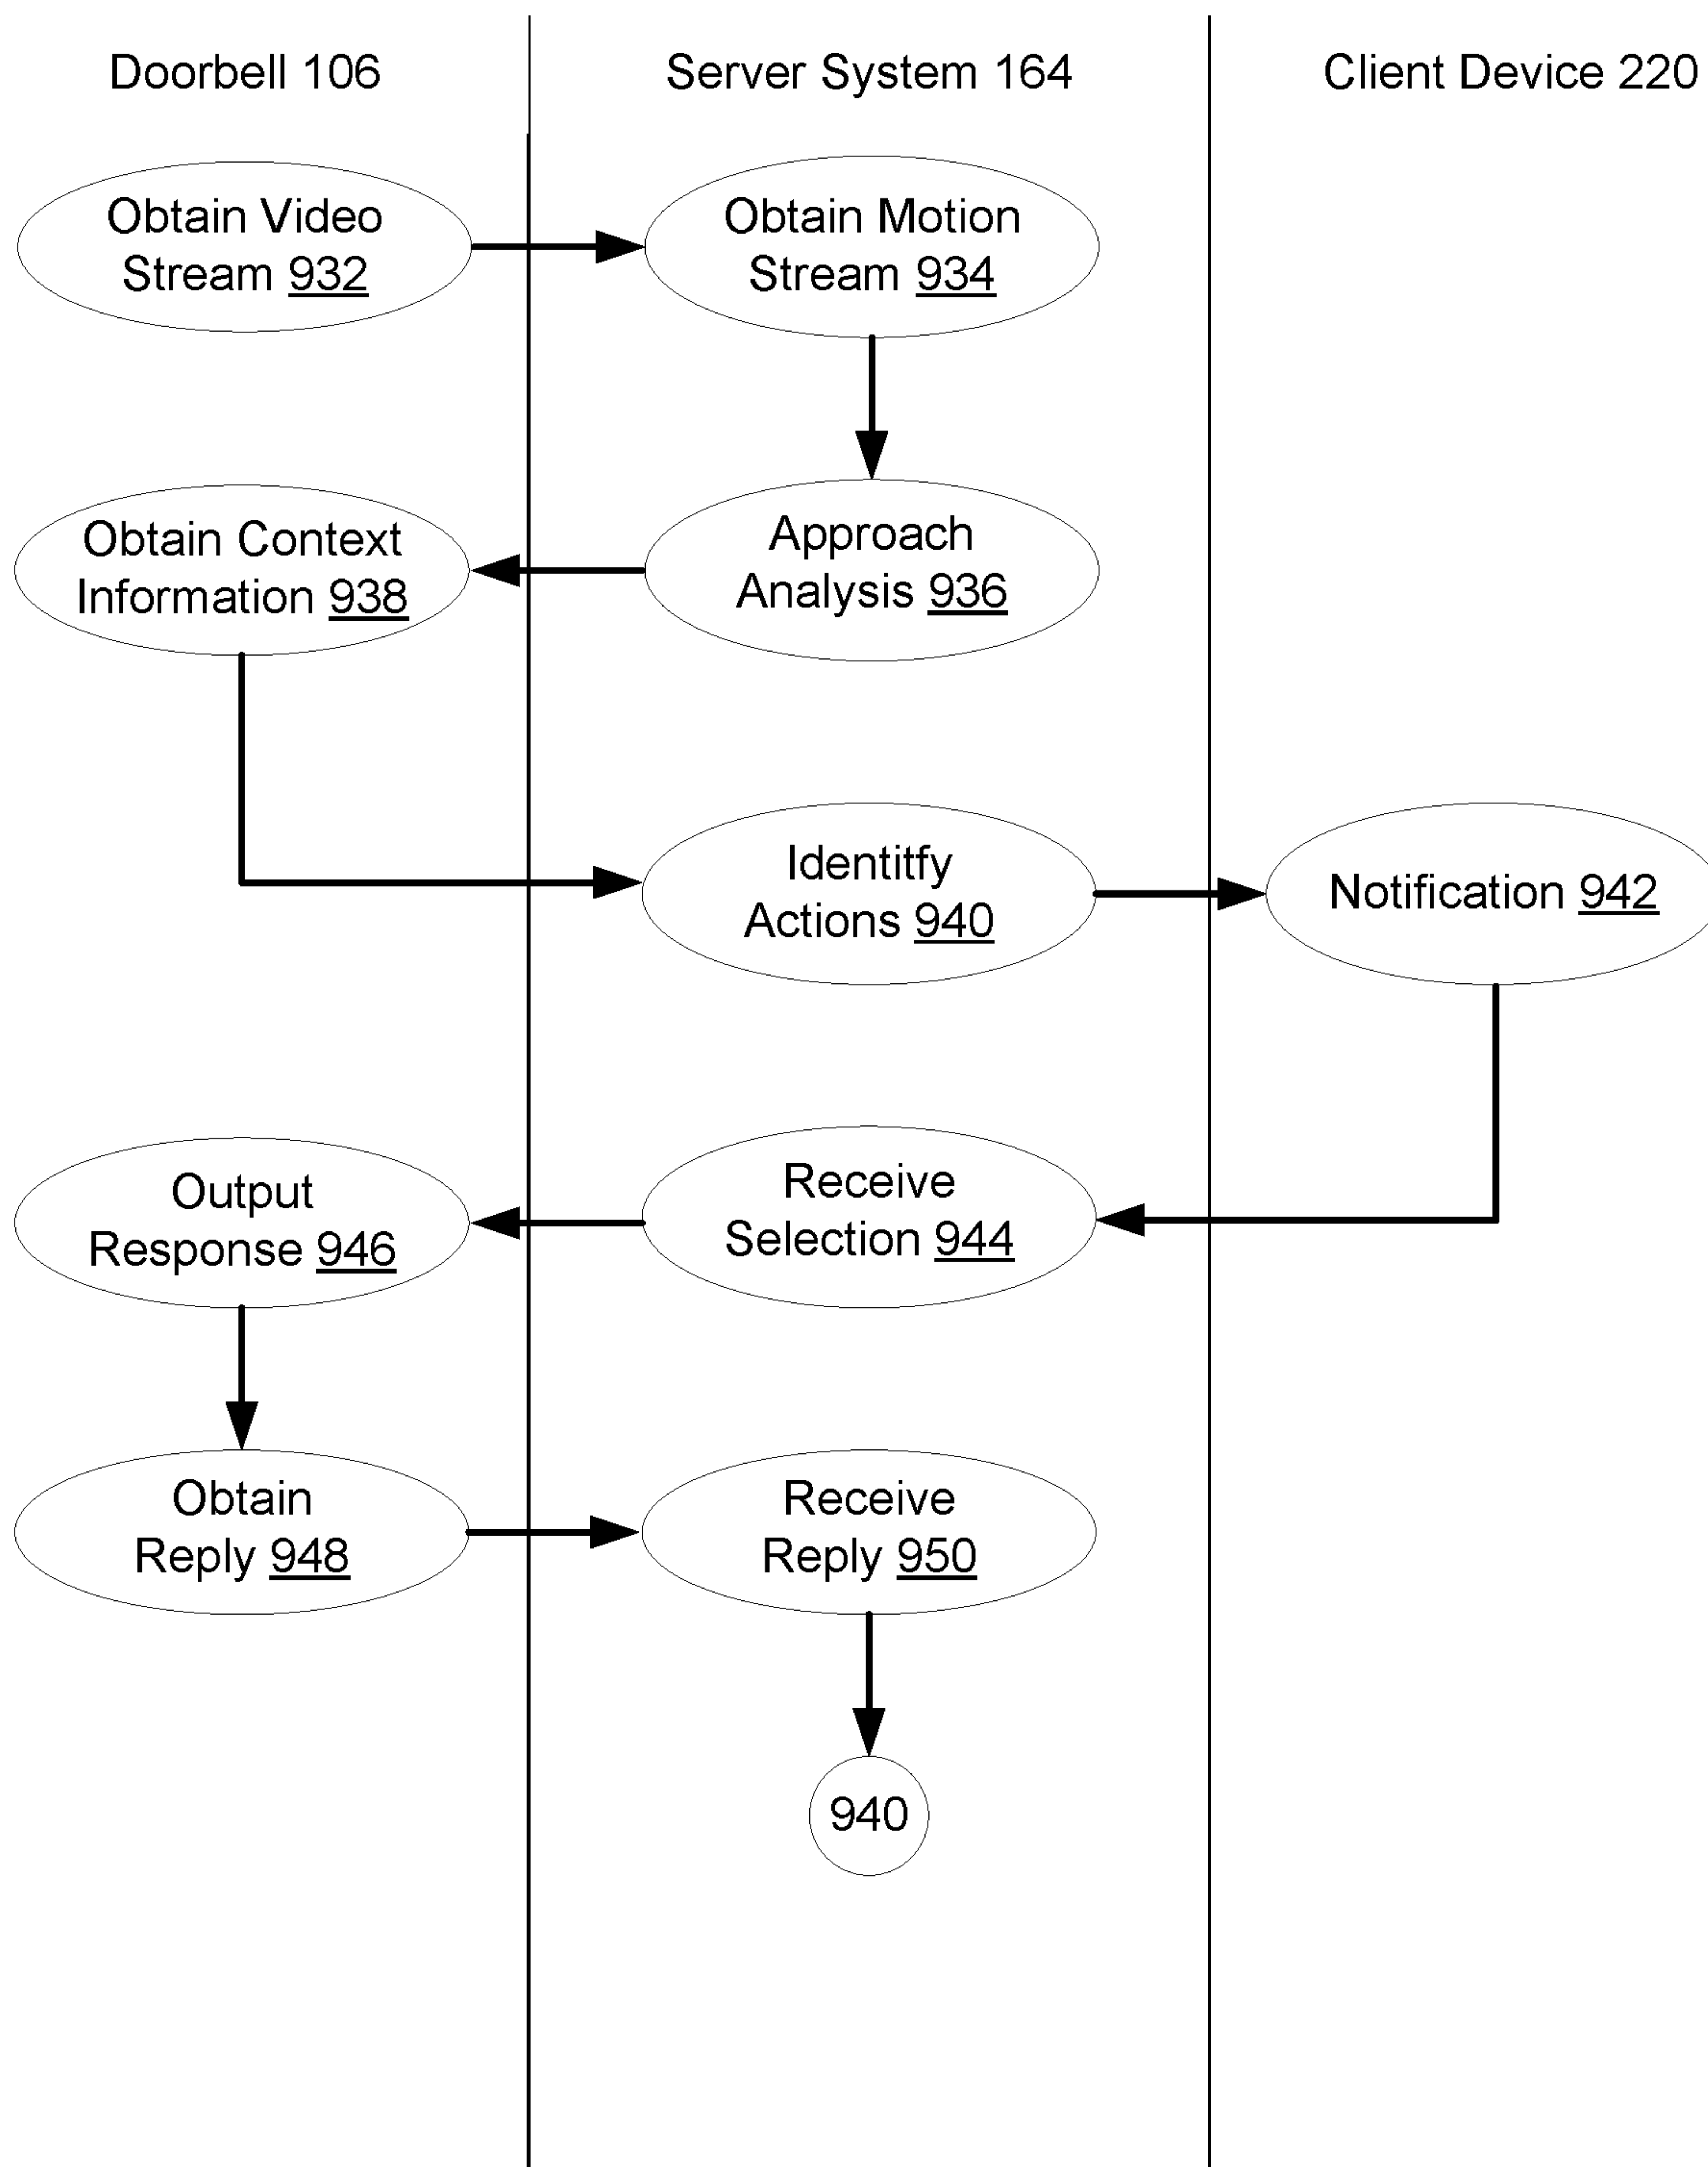 Doorbell 106
Server System 164
Client Device 220
Obtain Video
Stream 932
Obtain Motion
Stream 934
Obtain Context
Information 938
Approach
Analysis 936
Identitfy
Actions 940
Notification 942
Output
Response 946
Receive
Selection 944
Obtain
Reply 948
Receive
Reply 950
940